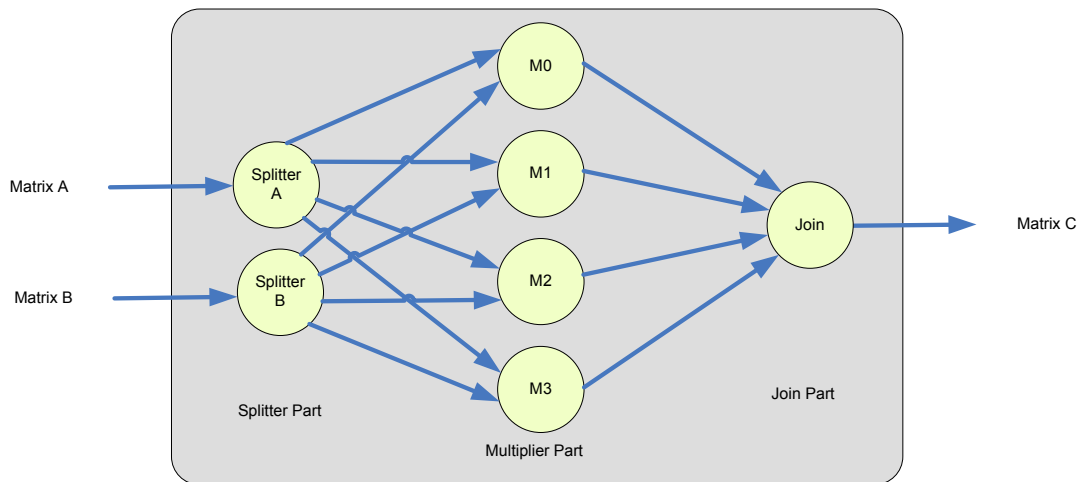 M0
Splitter
A
M1
Matrix A
Join
Matrix C
Splitter
B
M2
Matrix B
M3
Splitter Part
Join Part
Multiplier Part